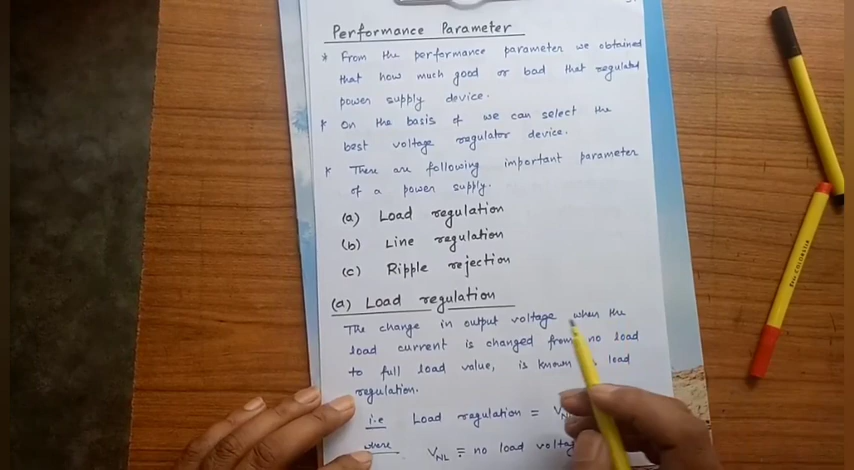 Performance Parameter
* From the performance parameter we obtained
that how much good or bad that regulated
power supply device.
* On the basis of we can select the
best voltage regulator device.
* There are following important parameter
of a power supply.
(a) Load regulation
(b) Line regulation
(c) Ripple rejection
(a) Load regulation
The change in output voltage when the
load current is changed from no load
to full load value, is known load
regulation.
i.e Load regulation =
where V_NL = no load voltage